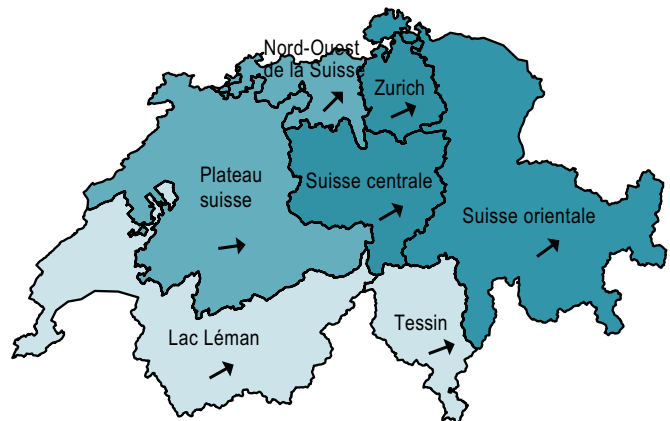 Nord-Ouest
de la Suisse
Zurich
Plateau
suisse
Suisse centrale
Suisse orientale
Lac Léman
Tessin